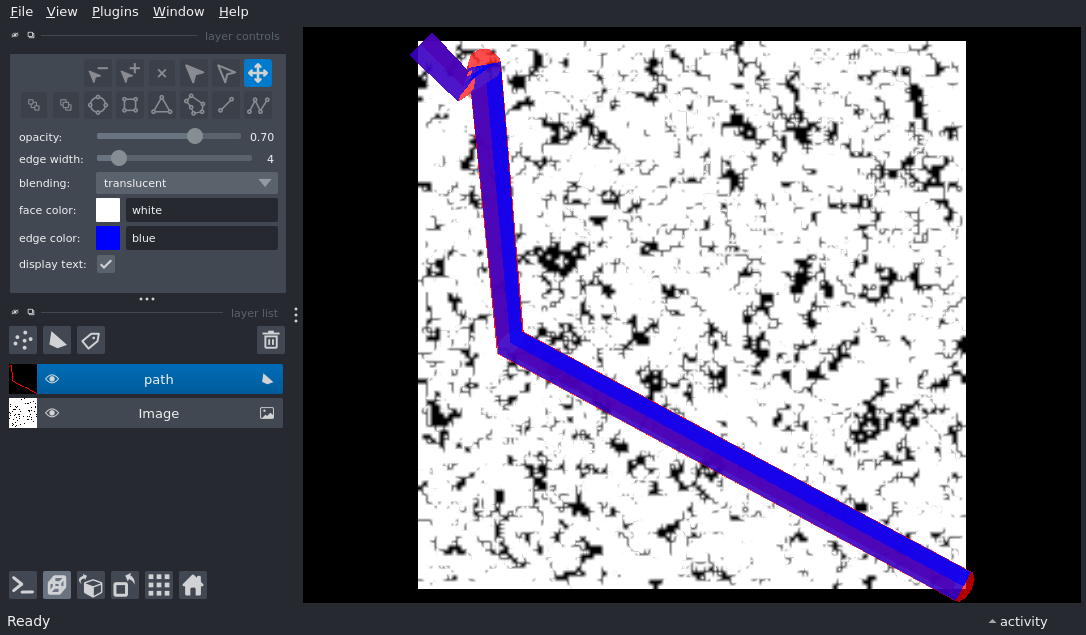 File View Plugins Window Help
layer controls
opacity: 0.70
edge width: 4
blending: translucent
face color: white
edge color: blue
display text:
layer list
path
Image
Ready
activity